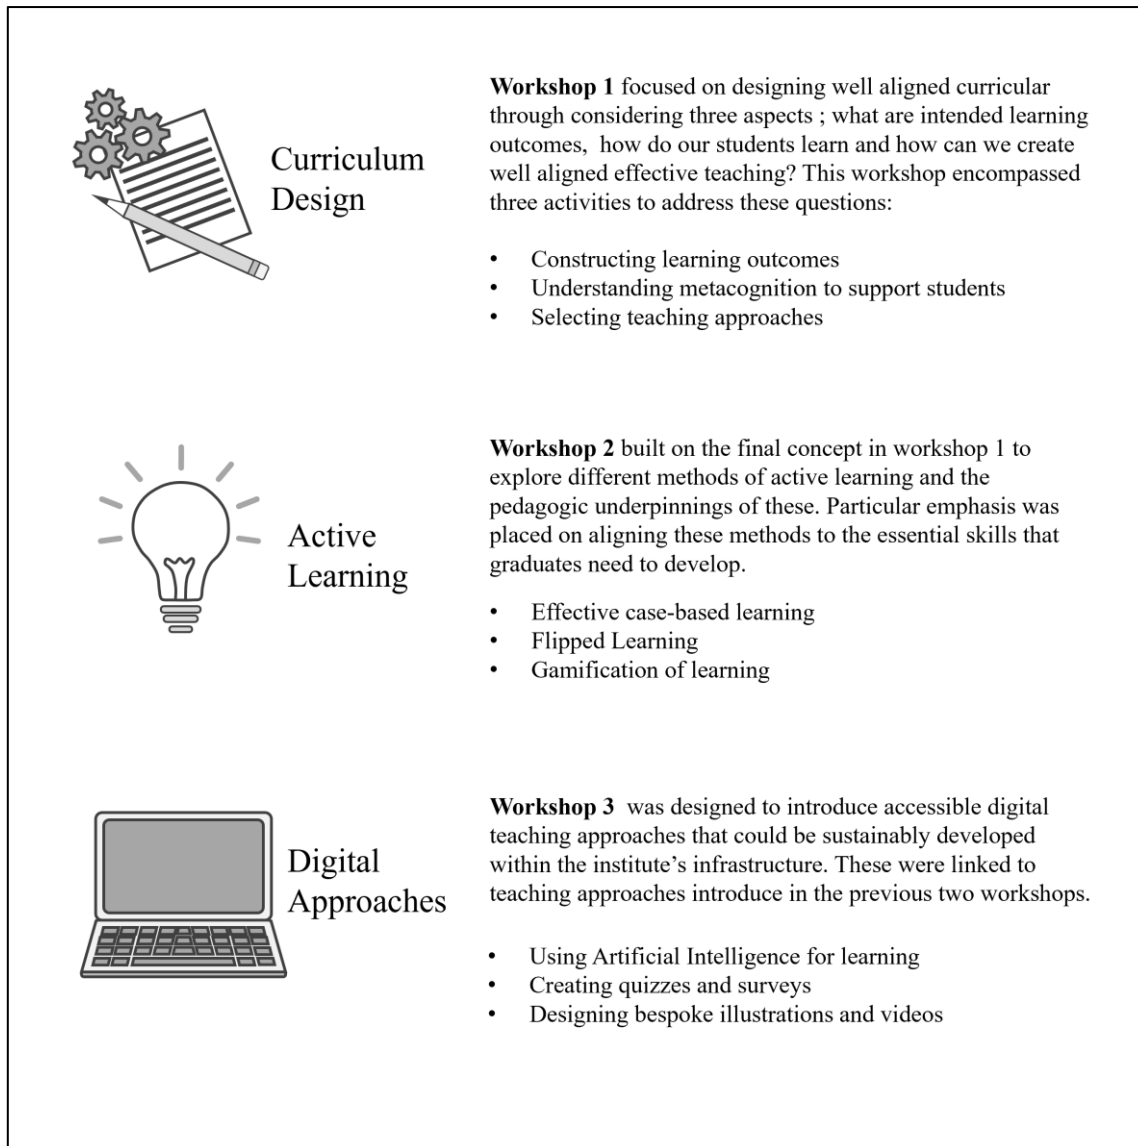 Curriculum
Design
Workshop 1 focused on designing well aligned curricular
through considering three aspects ; what are intended learning
outcomes,  how do our students learn and how can we create
well aligned effective teaching? This workshop encompassed
three activities to address these questions:
• Constructing learning outcomes
• Understanding metacognition to support students
• Selecting teaching approaches
Active
Learning
Workshop 2 built on the final concept in workshop 1 to
explore different methods of active learning and the
pedagogic underpinnings of these. Particular emphasis was
placed on aligning these methods to the essential skills that
graduates need to develop.
• Effective case-based learning
• Flipped Learning
• Gamification of learning
Digital
Approaches
Workshop 3  was designed to introduce accessible digital
teaching approaches that could be sustainably developed
within the institute’s infrastructure. These were linked to
teaching approaches introduce in the previous two workshops.
• Using Artificial Intelligence for learning
• Creating quizzes and surveys
• Designing bespoke illustrations and videos